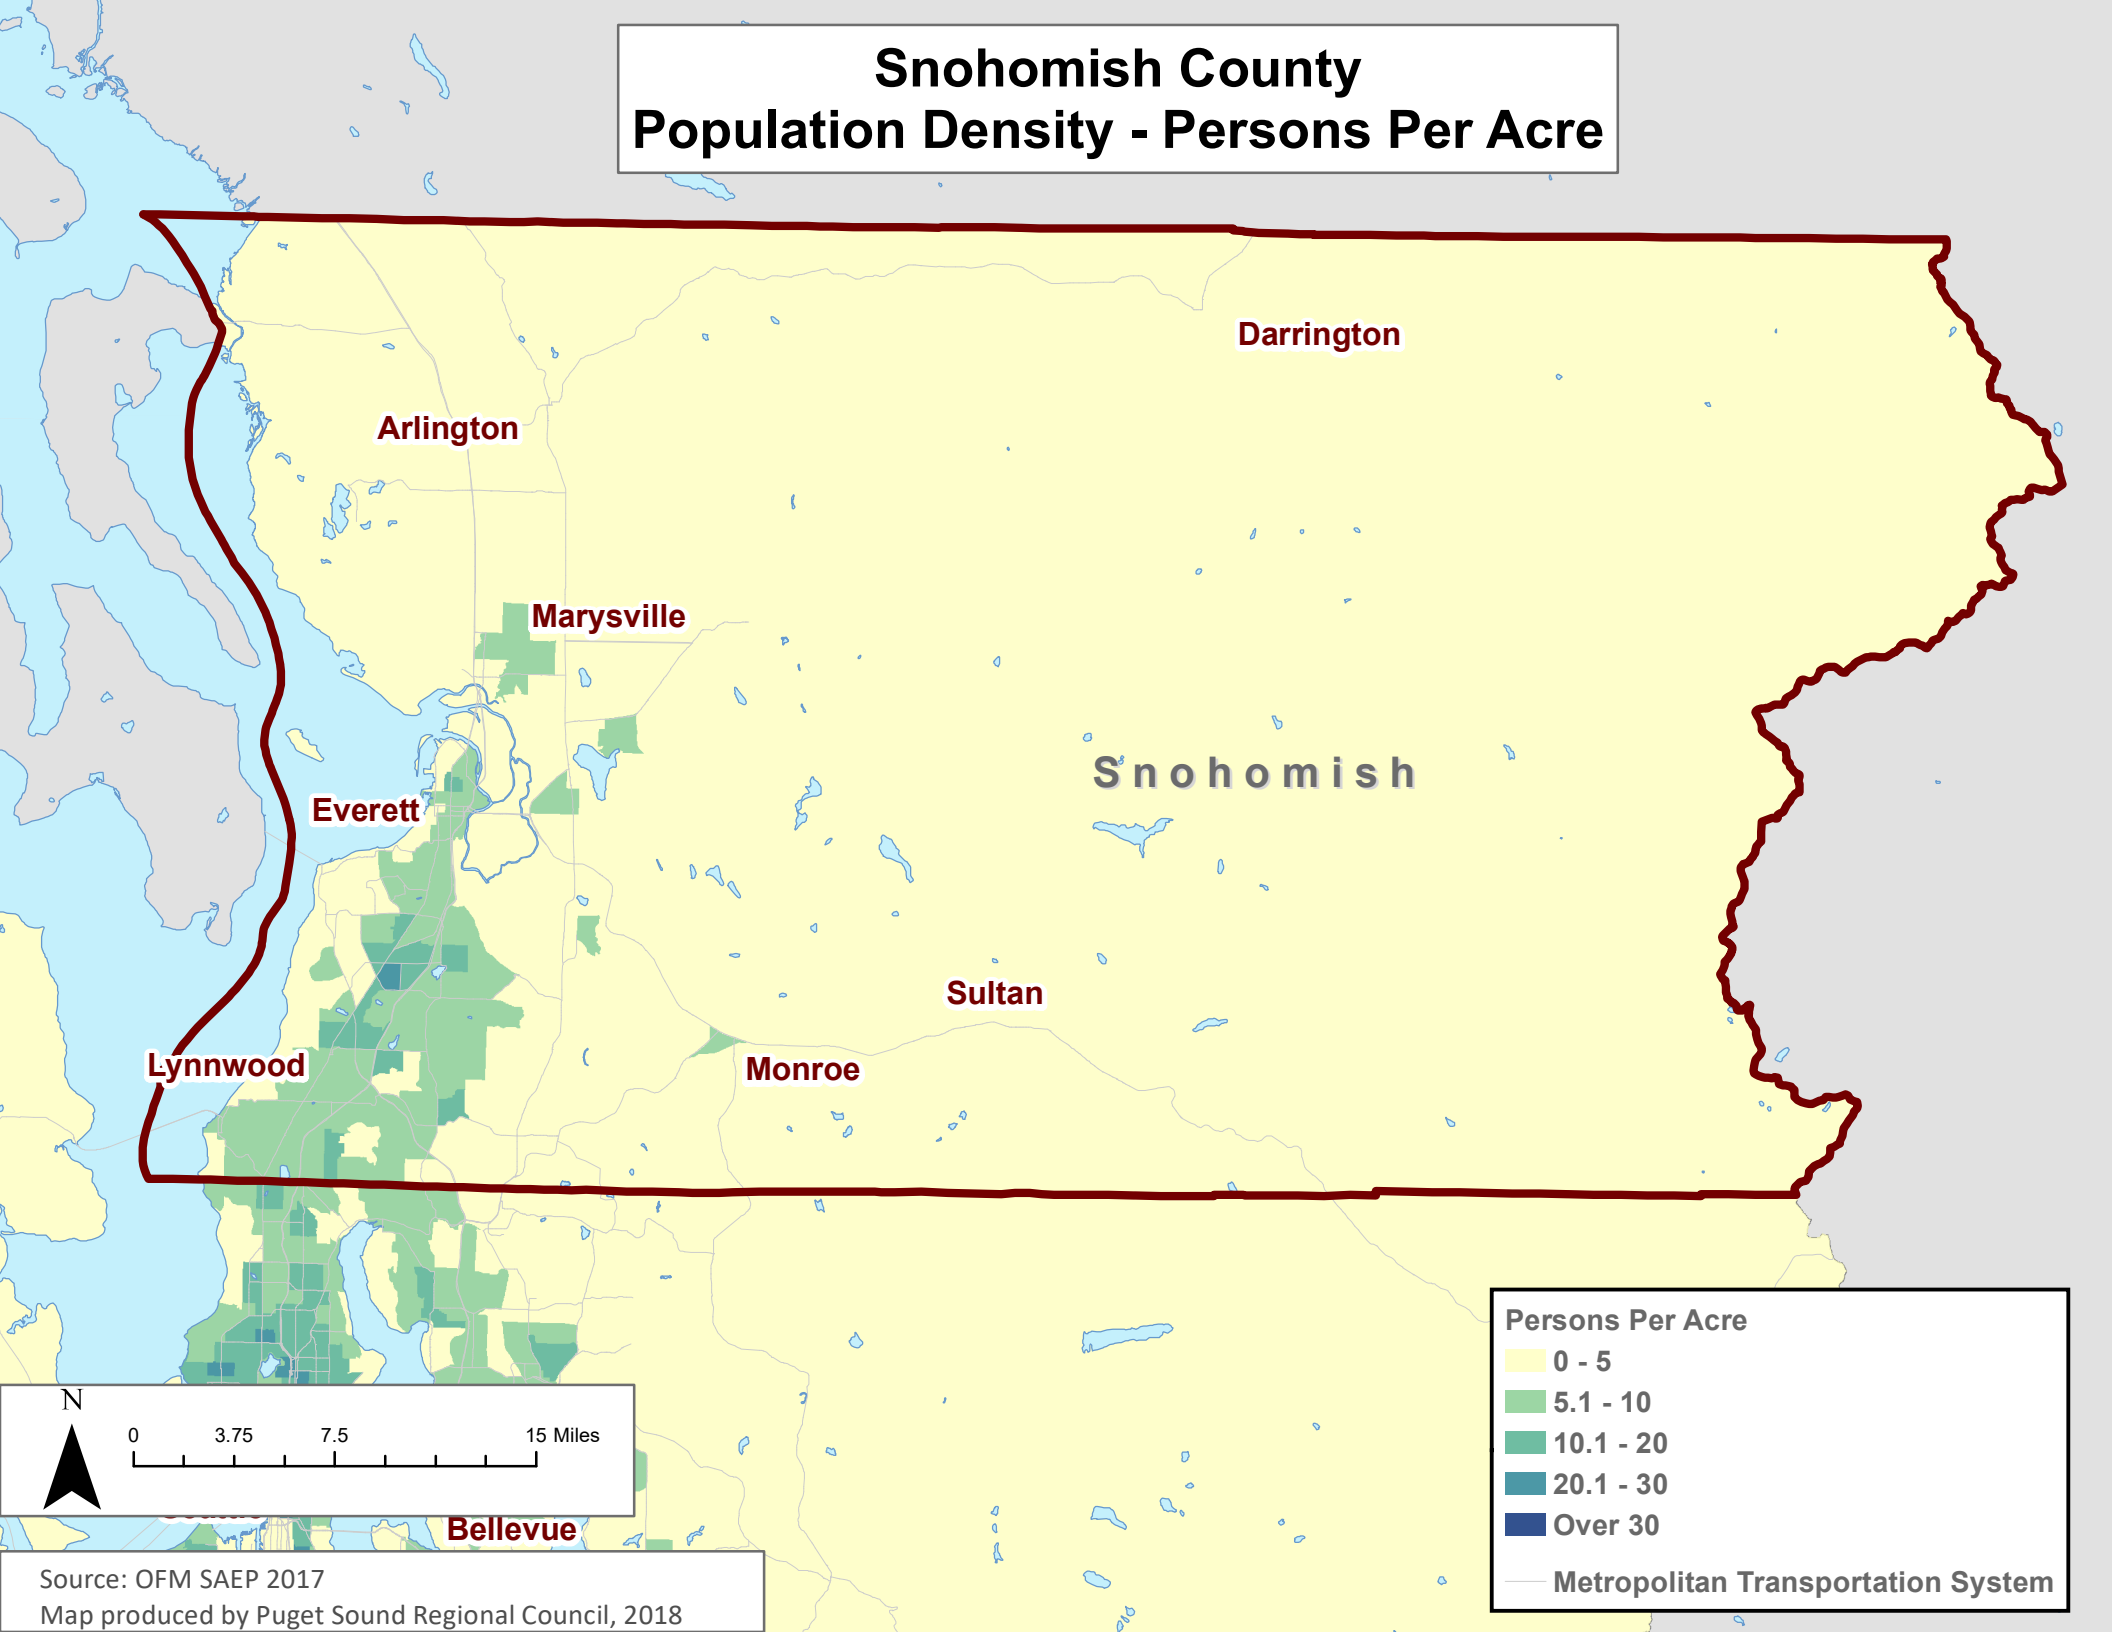 Snohomish County
Population Density - Persons Per Acre
Darrington
Arlington
Marysville
Snohomish
Everett
Sultan
Lynnwood
Monroe
Persons Per Acre
0 - 5
5.1 - 10
10.1 - 20
20.1 - 30
Over 30
Metropolitan Transportation System
N
0 3.75 7.5 15 Miles
Bellevue
Source: OFM SAEP 2017
Map produced by Puget Sound Regional Council, 2018